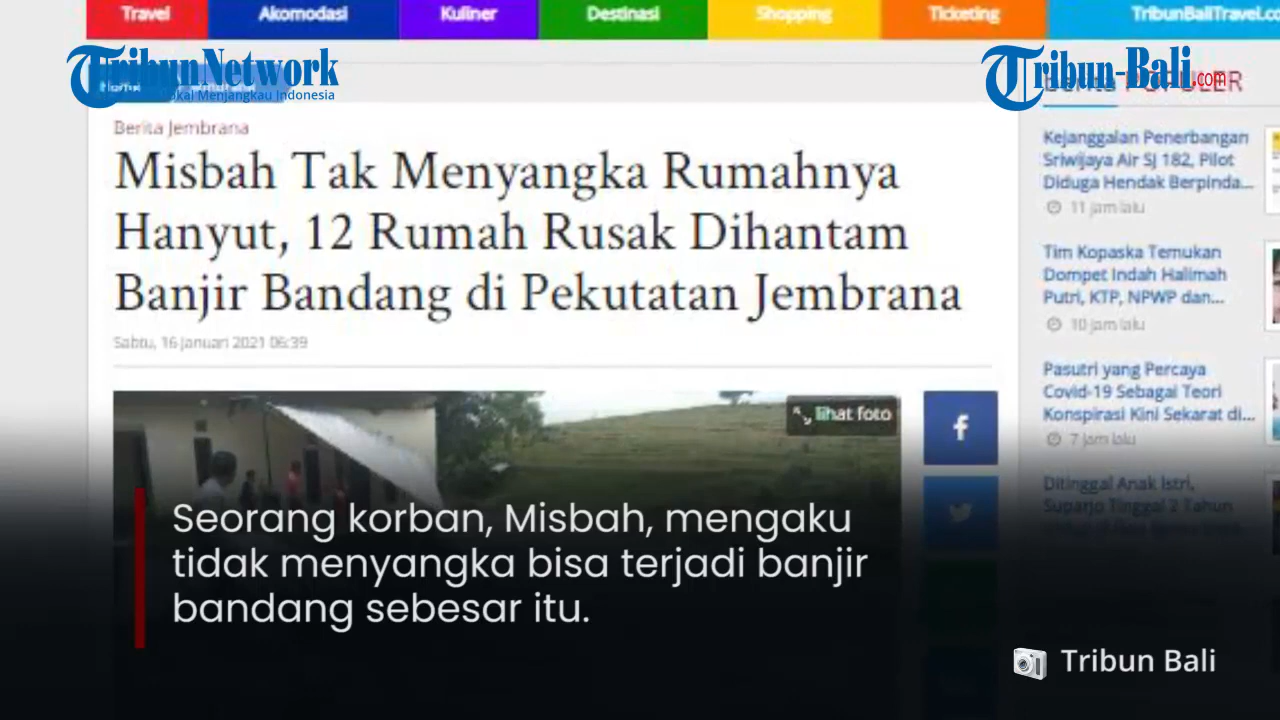 Travel
Akomodasi
Kuliner
Destinasi
Shopping
Ticketing
TribunBaliTravel.co
TribunNetwork
Lokal Menjangkau Indonesia
Tribun-Bali.com
POPULER
Berita Jembrana
Misbah Tak Menyangka Rumahnya
Hanyut, 12 Rumah Rusak Dihantam
Banjir Bandang di Pekutatan Jembrana
Sabtu, 16 Januari 2021 06:39
lihat foto
Kejanggalan Penerbangan
Sriwijaya Air SJ 182, Pilot
Diduga Hendak Berpinda...
11 jam lalu
Tim Kopaska Temukan
Dompet Indah Halimah
Putri, KTP, NPWP dan...
10 jam lalu
Pasutri yang Percaya
Covid-19 Sebagai Teori
Konspirasi Kini Sekarat di...
7 jam lalu
Ditinggal Anak Istri,
Suparjo Tinggal 2 Tahun
Seorang korban, Misbah, mengaku
tidak menyangka bisa terjadi banjir
bandang sebesar itu.
Tribun Bali